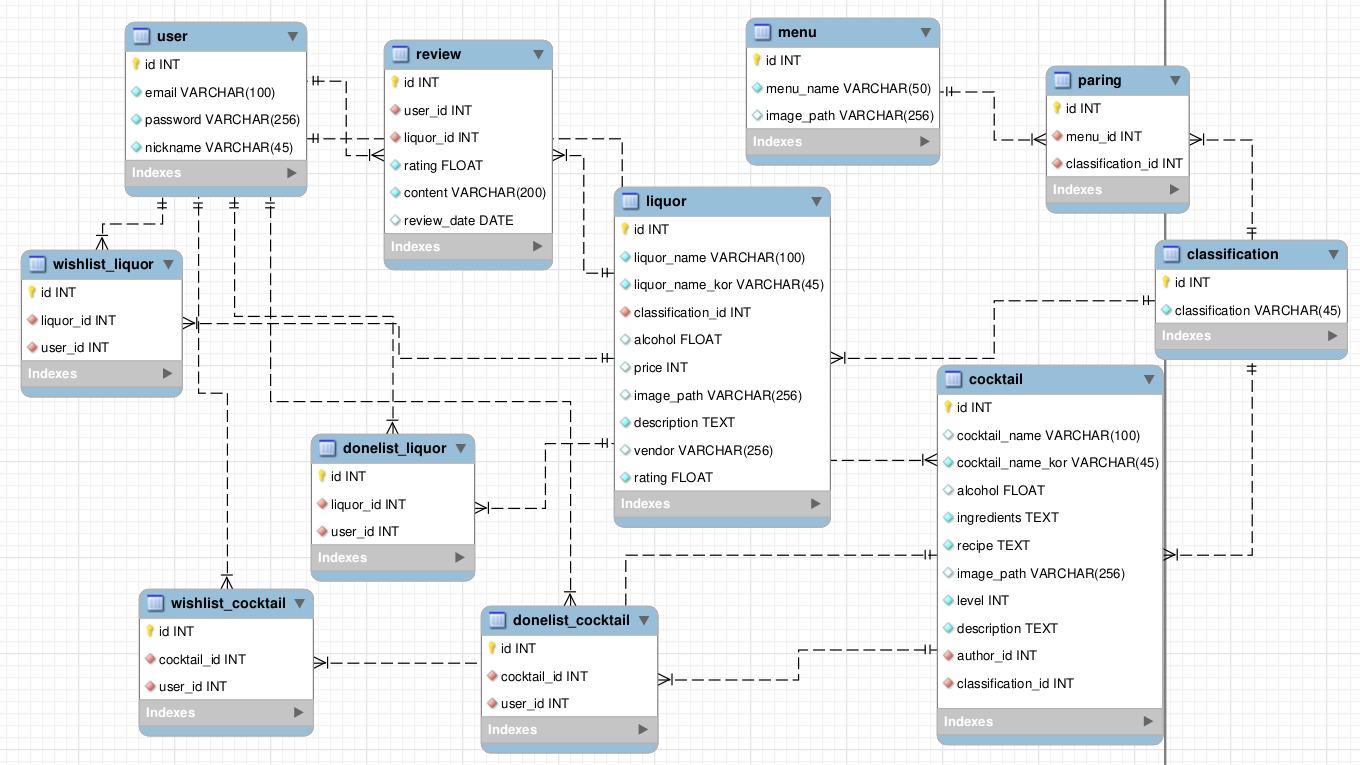 user
id INT
email VARCHAR(100)
password VARCHAR(256)
nickname VARCHAR(45)
Indexes
review
id INT
user_id INT
liquor_id INT
rating FLOAT
content VARCHAR(200)
review_date DATE
Indexes
menu
id INT
menu_name VARCHAR(50)
image_path VARCHAR(256)
Indexes
paring
id INT
menu_id INT
classification_id INT
Indexes
liquor
id INT
liquor_name VARCHAR(100)
liquor_name_kor VARCHAR(45)
classification_id INT
alcohol FLOAT
price INT
image_path VARCHAR(256)
description TEXT
vendor VARCHAR(256)
rating FLOAT
Indexes
classification
id INT
classification VARCHAR(45)
Indexes
wishlist_liquor
id INT
liquor_id INT
user_id INT
Indexes
cocktail
id INT
cocktail_name VARCHAR(100)
cocktail_name_kor VARCHAR(45)
alcohol FLOAT
ingredients TEXT
recipe TEXT
image_path VARCHAR(256)
level INT
description TEXT
author_id INT
classification_id INT
Indexes
donelist_liquor
id INT
liquor_id INT
user_id INT
Indexes
wishlist_cocktail
id INT
cocktail_id INT
user_id INT
Indexes
donelist_cocktail
id INT
cocktail_id INT
user_id INT
Indexes